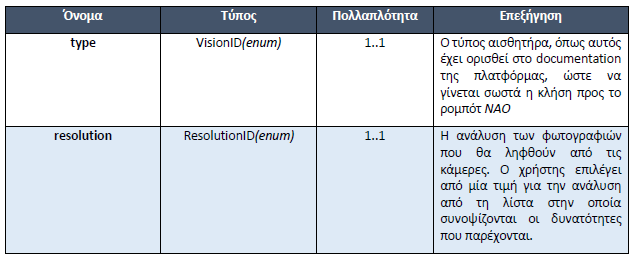 Όνομα Τύπος Πολλαπλότητα Επεξήγηση
type VisionID(enum) 1..1 Ο τύπος αισθητήρα, όπως αυτός
έχει ορισθεί στο documentation
της πλατφόρμας, ώστε να
γίνεται σωστά η κλήση προς το
ρομπότ NAO
resolution ResolutionID(enum) 1..1 Η ανάλυση των φωτογραφιών
που θα ληφθούν από τις
κάμερες. Ο χρήστης επιλέγει
από μία τιμή για την ανάλυση
από τη λίστα στην οποία
συνοψίζονται οι δυνατότητες
που παρέχονται.